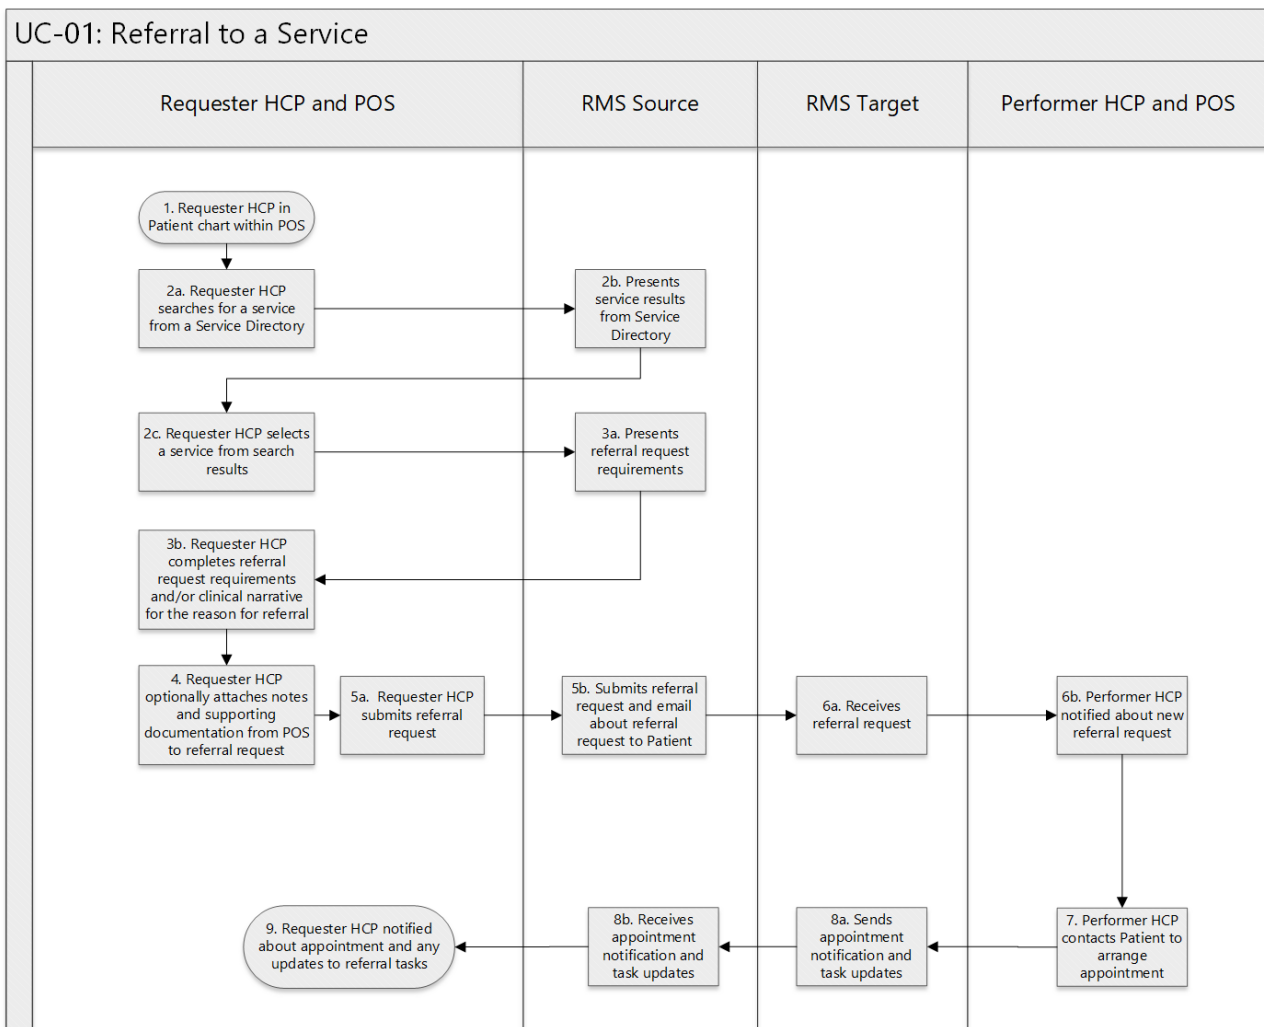 UC-01: Referral to a Service
Requester HCP and POS
RMS Source
RMS Target
Performer HCP and POS
1. Requester HCP in
Patient chart within POS
2a. Requester HCP
searches for a service
from a Service Directory
2b. Presents
service results
from Service
Directory
2c. Requester HCP selects
a service from search
results
3a. Presents
referral request
requirements
3b. Requester HCP
completes referral
request requirements
and/or clinical narrative
for the reason for referral
4. Requester HCP
optionally attaches notes
and supporting
documentation from POS
to referral request
5a. Requester HCP
submits referral
request
5b. Submits referral
request and email
about referral
request to Patient
6a. Receives
referral request
6b. Performer HCP
notified about new
referral request
7. Performer HCP
contacts Patient to
arrange
appointment
8a. Sends
appointment
notification and
task updates
8b. Receives
appointment
notification and
task updates
9. Requester HCP notified
about appointment and any
updates to referral tasks